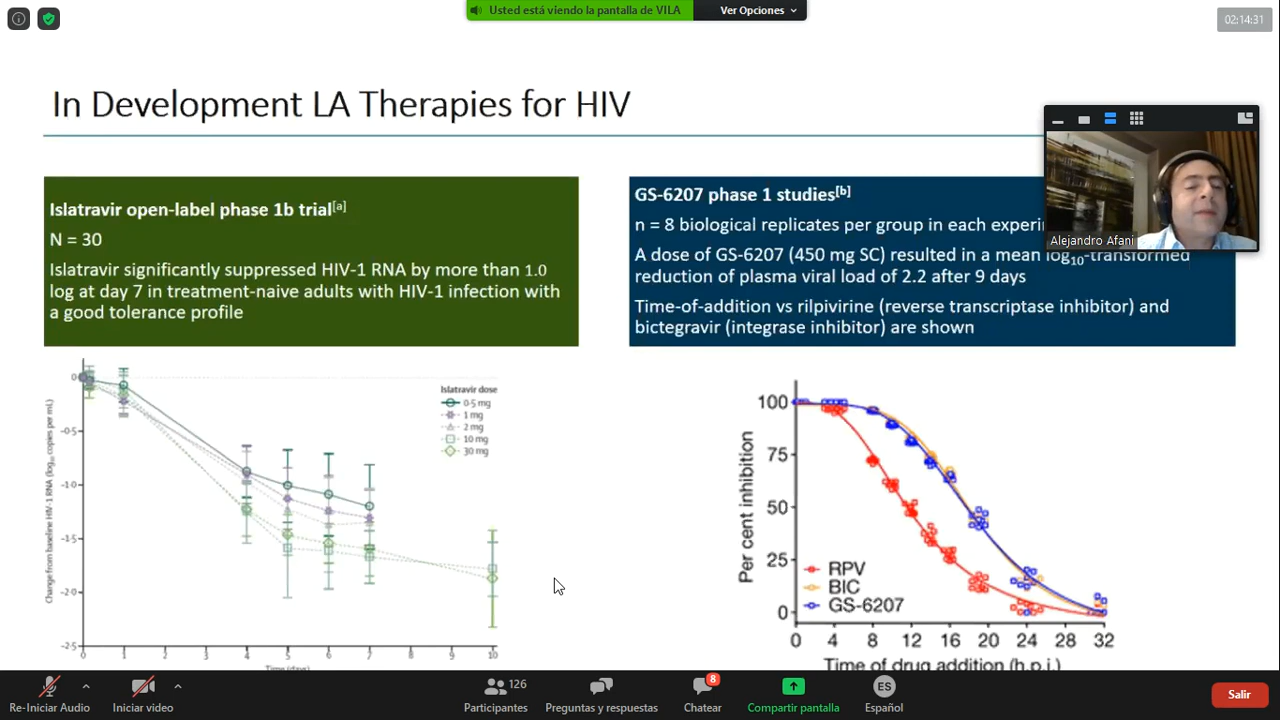 Usted está viendo la pantalla de VILA
Ver Opciones
02:14:31
In Development LA Therapies for HIV
Alejandro Afani
Islatravir open-label phase 1b trial[a]
N = 30
Islatravir significantly suppressed HIV-1 RNA by more than 1.0
log at day 7 in treatment-naive adults with HIV-1 infection with
a good tolerance profile
GS-6207 phase 1 studies[b]
n = 8 biological replicates per group in each
A dose of GS-6207 (450 mg SC) resulted in a mean log10-transformed
reduction of plasma viral load of 2.2 after 9 days
Time-of-addition vs rilpivirine (reverse transcriptase inhibitor) and
bictegravir (integrase inhibitor) are shown
Change from baseline HIV-1 RNA (log10 copies per mL)
0
-0·5
-1·0
-1·5
-2·0
-2·5
Islatravir dose
0·5 mg
1 mg
2 mg
10 mg
30 mg
0 1 2 3 4 5 6 7 8 9 10
Time (days)
Per cent inhibition
100
75
50
25
0
RPV
BIC
GS-6207
0 4 8 12 16 20 24 28 32
Time of drug addition (h.p.i.)
Re-Iniciar Audio
Iniciar video
126
Participantes
Preguntas y respuestas
8
Chatear
Compartir pantalla
ES
Español
Salir